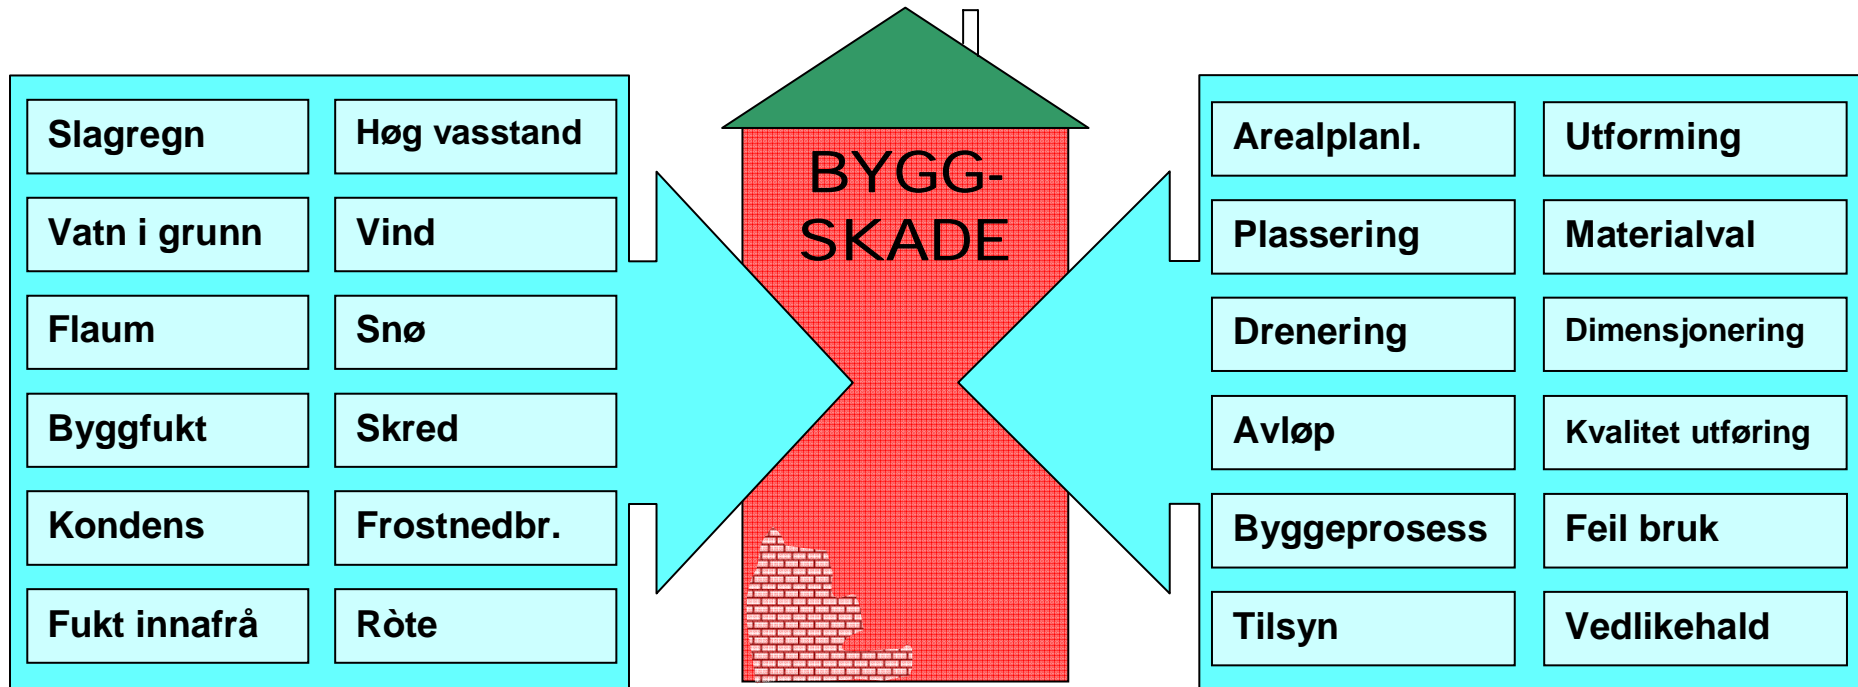 Slagregn
Høg vasstand
Vatn i grunn
Vind
Flaum
Snø
Byggfukt
Skred
Kondens
Frostnedbr.
Fukt innafrå
Ròte
BYGG-
SKADE
Arealplanl.
Utforming
Plassering
Materialval
Drenering
Dimensjonering
Avløp
Kvalitet utføring
Byggeprosess
Feil bruk
Tilsyn
Vedlikehald